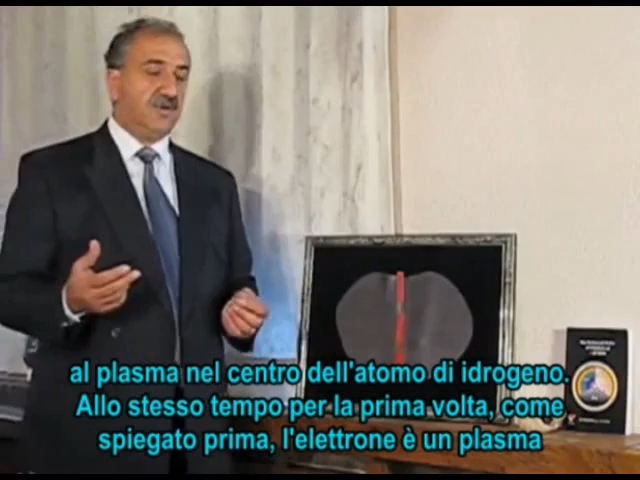 al plasma nel centro dell'atomo di idrogeno.
Allo stesso tempo per la prima volta, come
spiegato prima, l'elettrone è un plasma